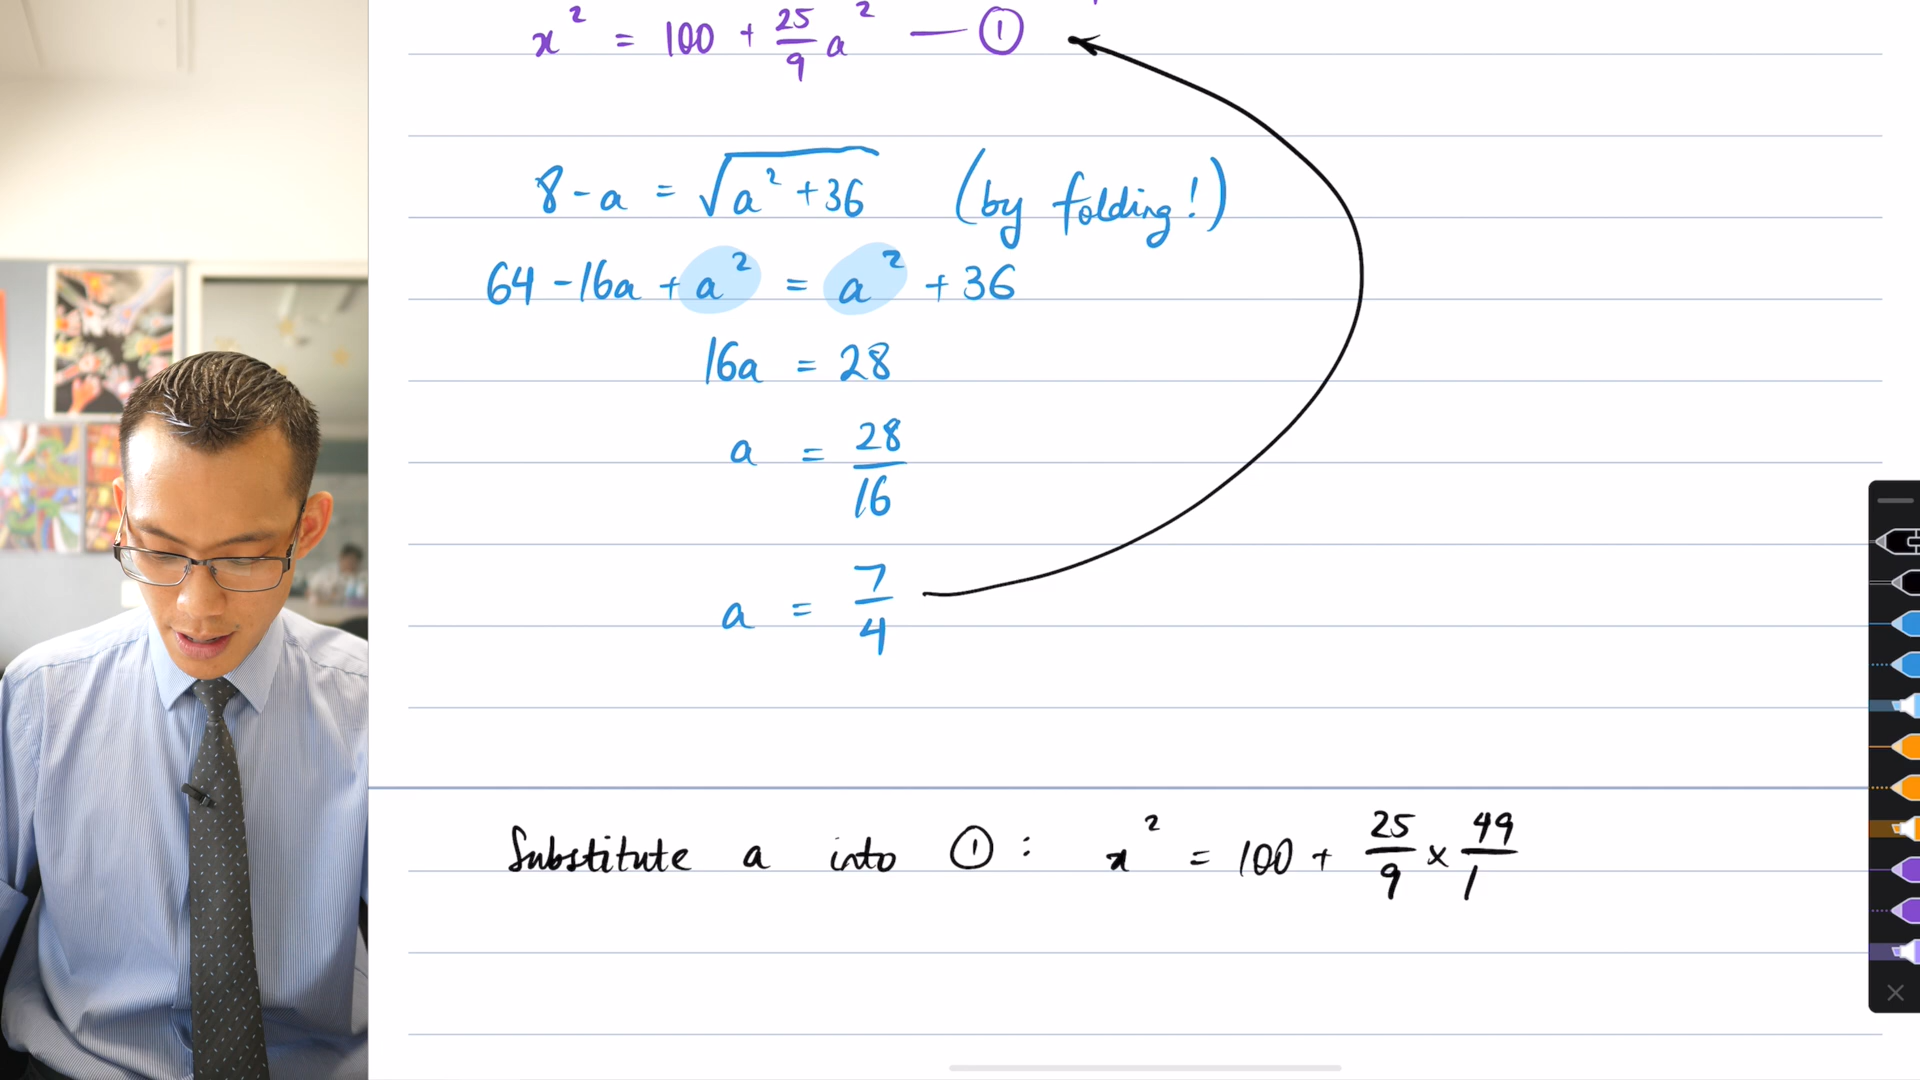 x² = 100 + 25/9 a² — ①
8 - a = √(a² + 36) (by folding!)
64 - 16a + a² = a² + 36
16a = 28
a = 28/16
a = 7/4
Substitute a into ① : x² = 100 + 25/9 × 49/1